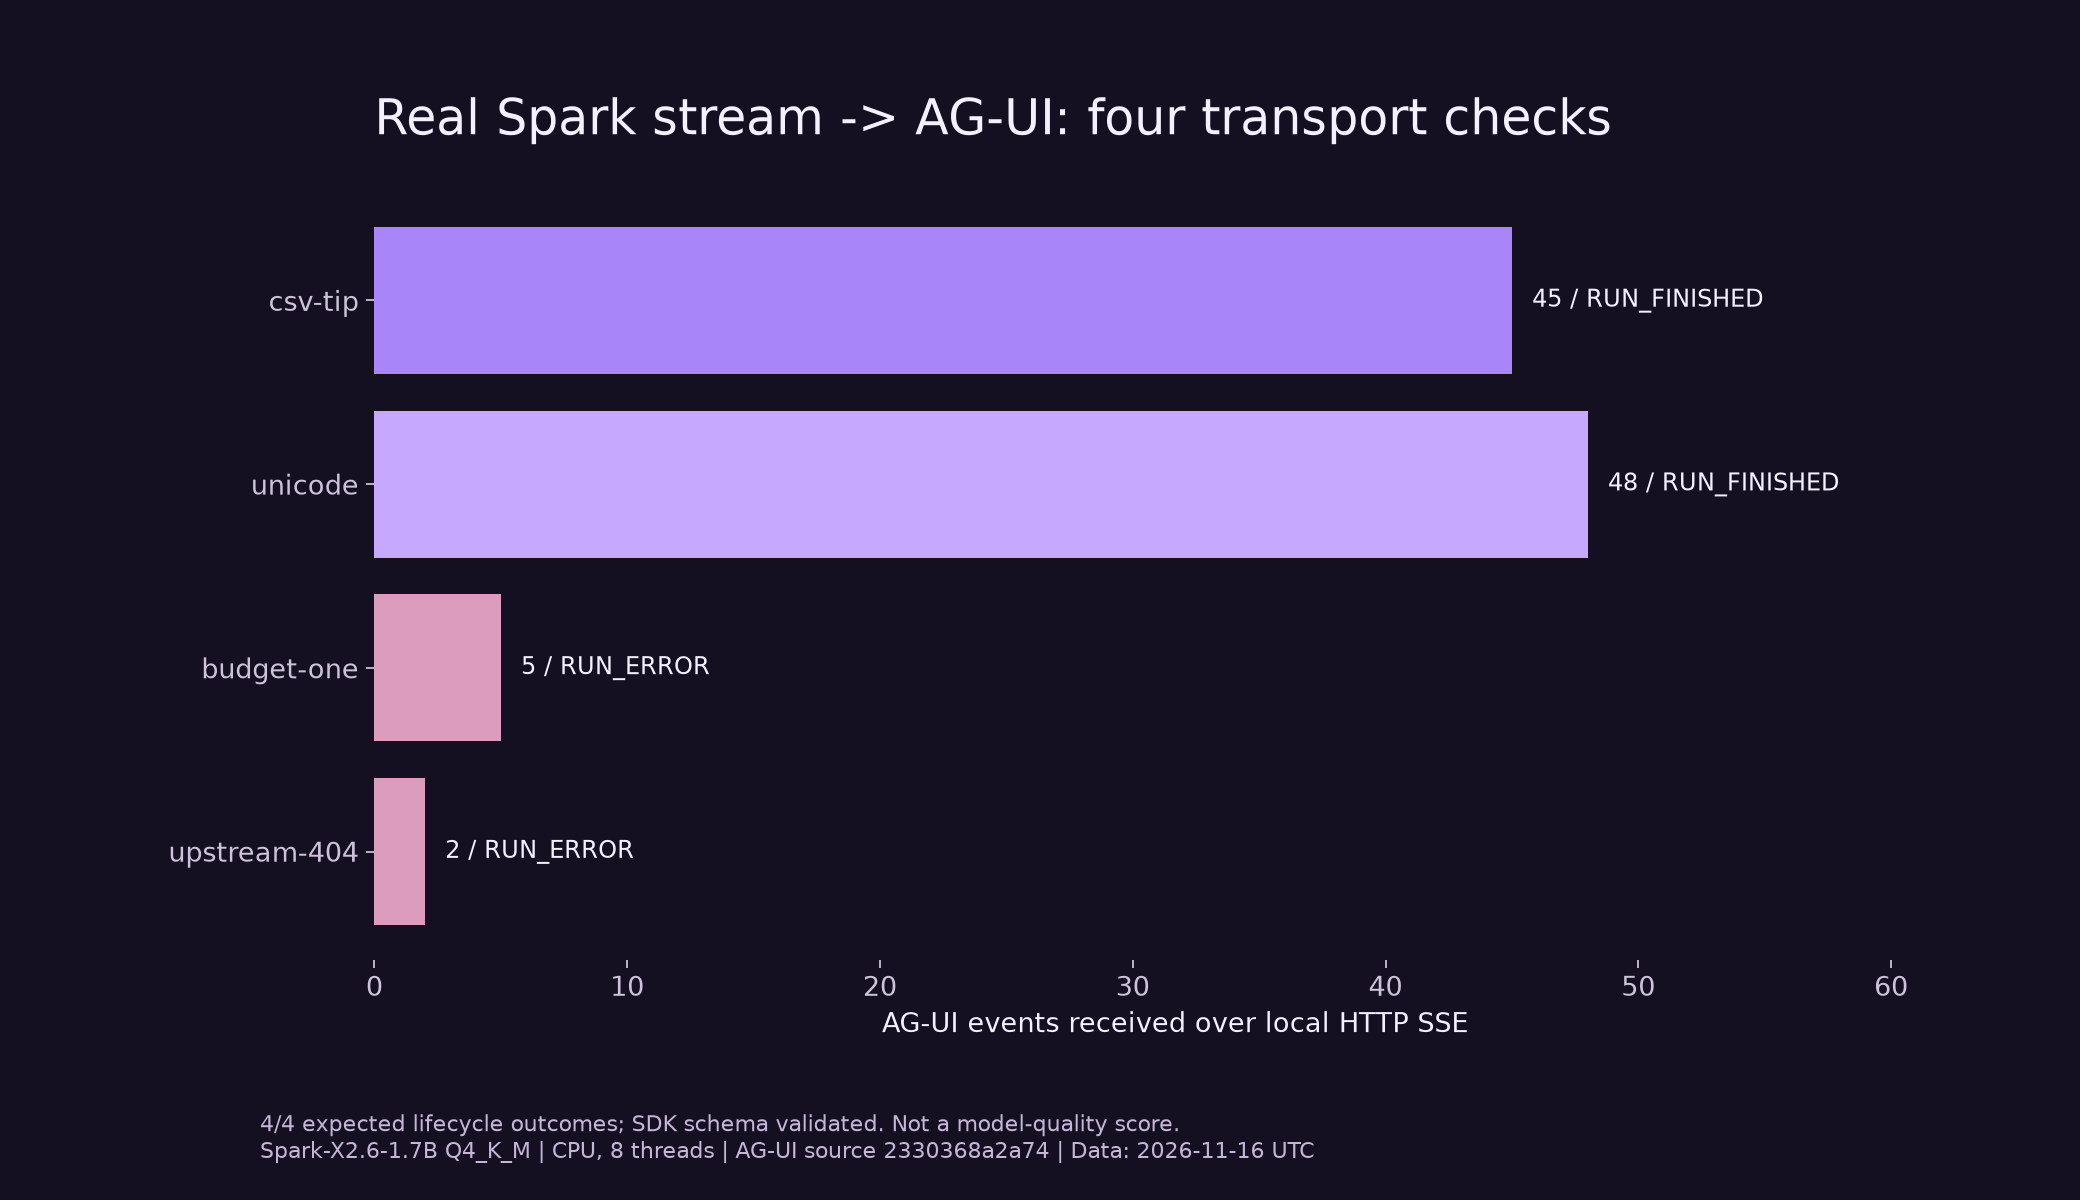 Real Spark stream -> AG-UI: four transport checks
csv-tip
45 / RUN_FINISHED
unicode
48 / RUN_FINISHED
budget-one
5 / RUN_ERROR
upstream-404
2 / RUN_ERROR
0 10 20 30 40 50 60
AG-UI events received over local HTTP SSE
4/4 expected lifecycle outcomes; SDK schema validated. Not a model-quality score.
Spark-X2.6-1.7B Q4_K_M | CPU, 8 threads | AG-UI source 2330368a2a74 | Data: 2026-11-16 UTC